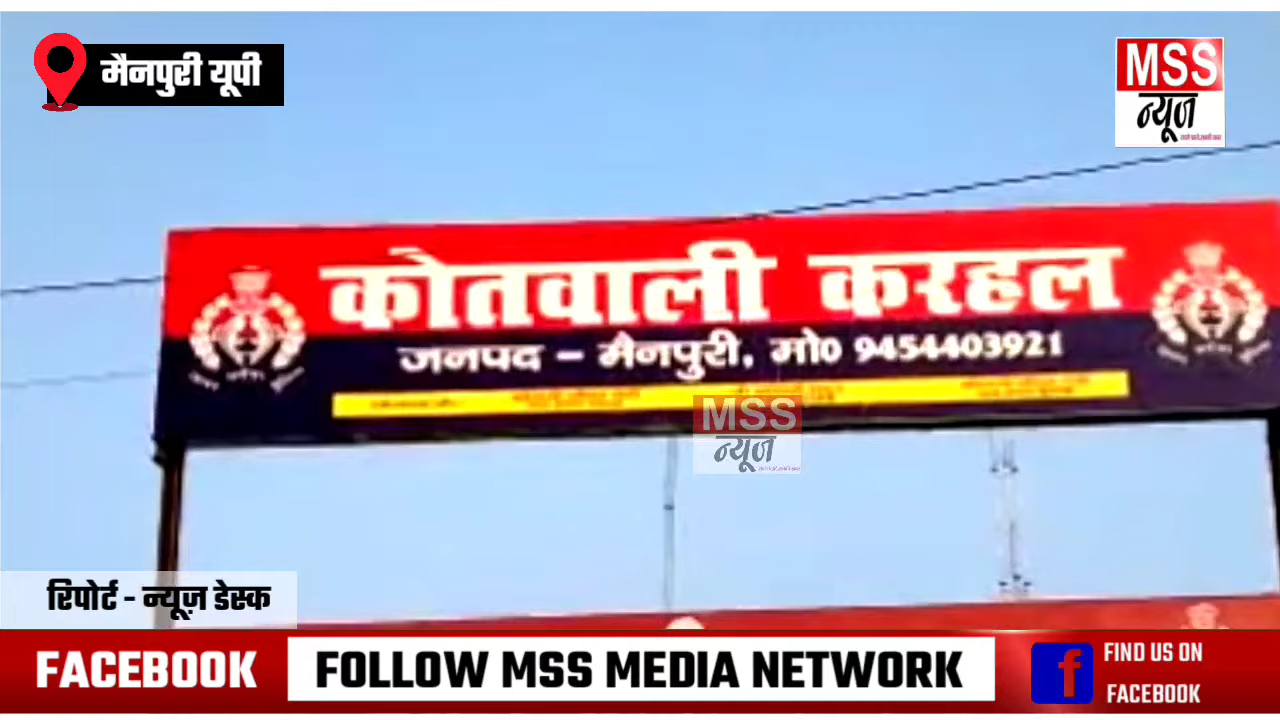 मैनपुरी यूपी
MSS
न्यूज
कोतवाली करहल
जनपद – मैनपुरी, मो0 9454403921
MSS
न्यूज
रिपोर्ट - न्यूज़ डेस्क
FACEBOOK
FOLLOW MSS MEDIA NETWORK
f
FIND US ON
FACEBOOK